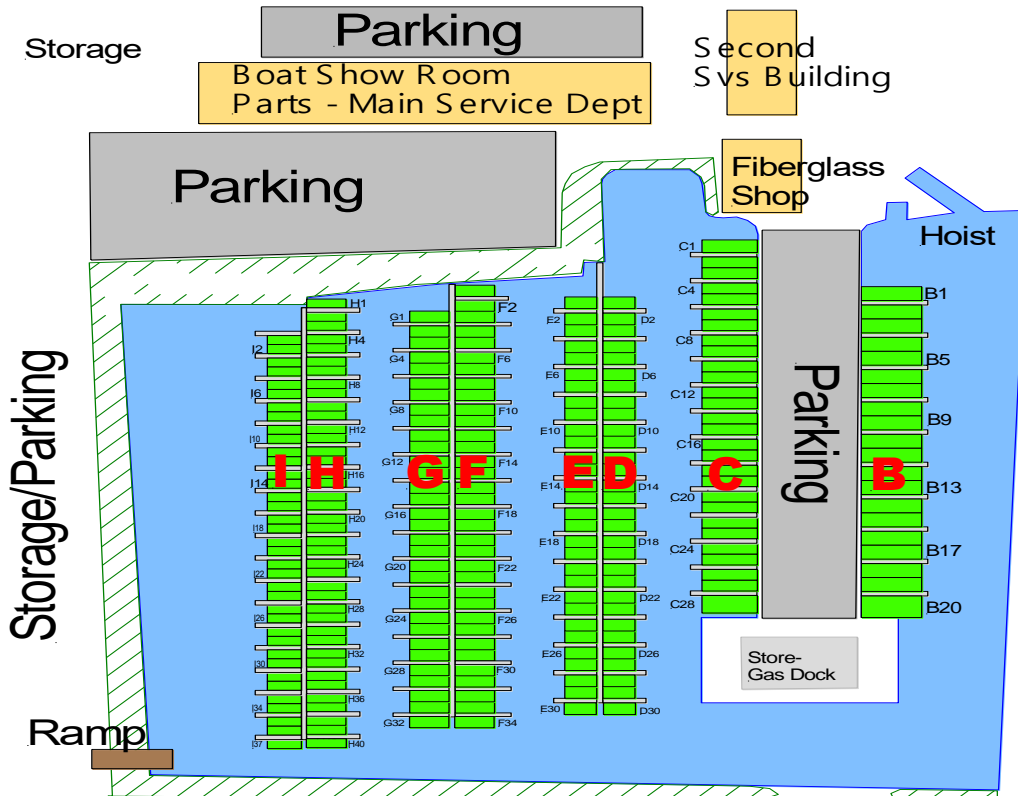 Storage
Parking
Boat Show Room
Parts - Main Service Dept
Second
Svs Building
Parking
Fiberglass
Shop
Hoist
Storage/Parking
Parking
C1
C4
C8
C12
C16
C20
C24
C28
B1
B5
B9
B13
B17
B20
H1
H4
H8
H12
H16
H20
H24
H28
H32
H36
H40
I2
I6
I10
I14
I18
I22
I26
I30
I34
I37
G1
G4
G8
G12
G16
G20
G24
G28
G32
F2
F6
F10
F14
F18
F22
F26
F30
F34
E2
E6
E10
E14
E18
E22
E26
E30
D2
D6
D10
D14
D18
D22
D26
D30
I H G F E D C B
Store-
Gas Dock
Ramp